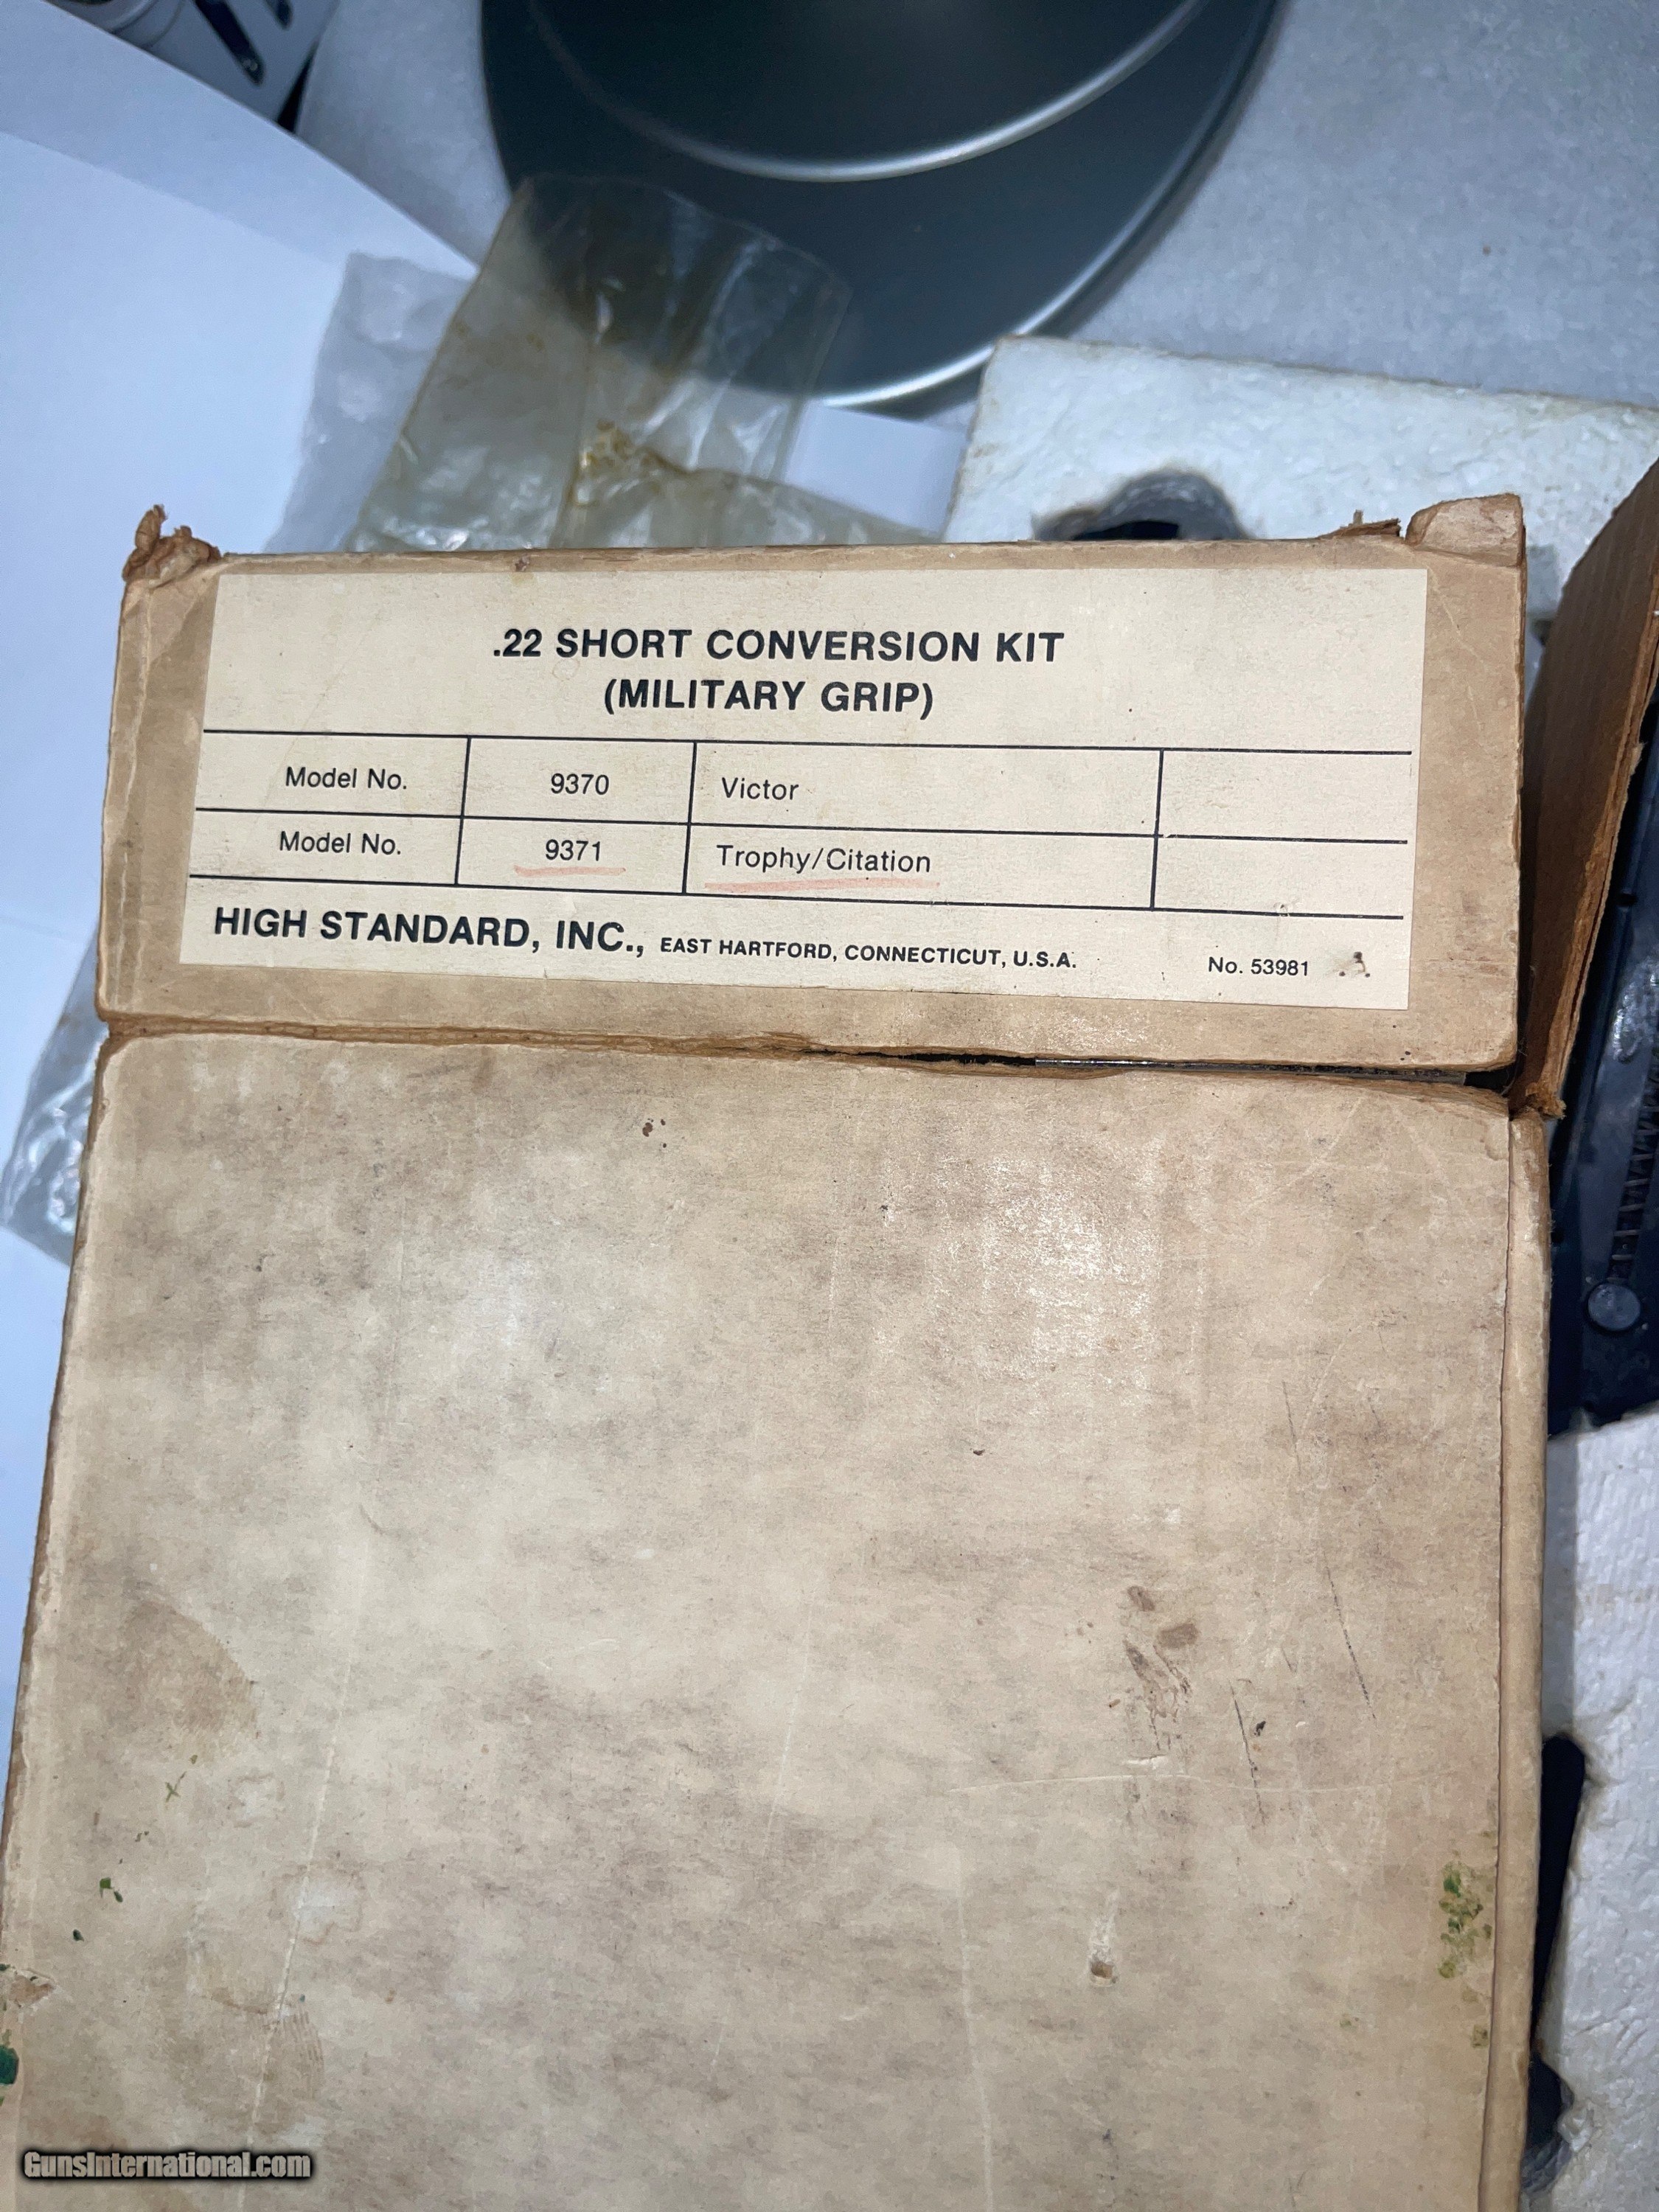 .22 SHORT CONVERSION KIT
(MILITARY GRIP)
Model No. 9370 Victor
Model No. 9371 Trophy/Citation
HIGH STANDARD, INC., EAST HARTFORD, CONNECTICUT, U.S.A. No. 53981
GunsInternational.com